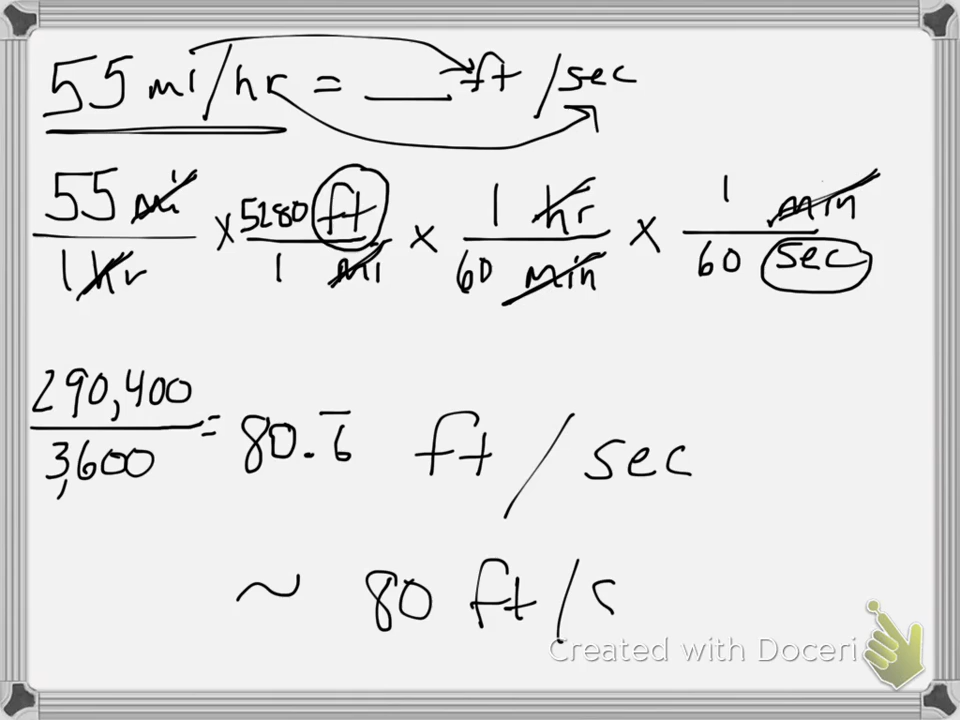 55 mi/hr = ___ ft/sec
55 mi / 1 hr × 5280 ft / 1 mi × 1 hr / 60 min × 1 min / 60 sec
290,400 / 3,600 = 80.6̅ ft/sec
~ 80 ft/s
Created with Doceri